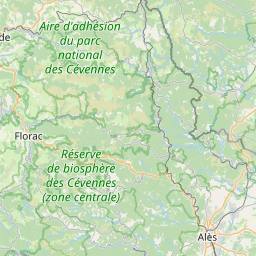 Aire d'adhésion
du parc
national
des Cévennes
de
Florac
Réserve
de biosphère
des Cévennes
(zone centrale)
Alès